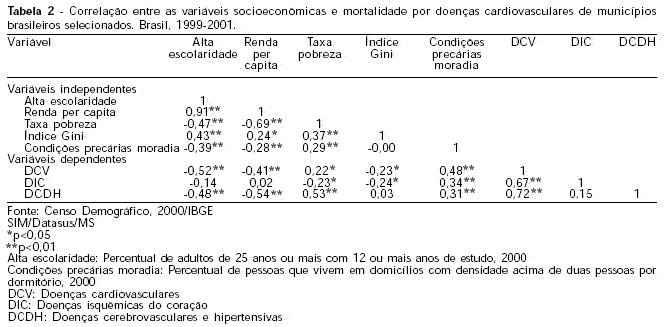 Tabela 2 - Correlação entre as variáveis socioeconômicas e mortalidade por doenças cardiovasculares de municípios
brasileiros selecionados. Brasil, 1999-2001.
Variável Alta Renda Taxa Índice Condições DCV DIC DCDH
escolaridade per pobreza Gini precárias
capita moradia
Variáveis independentes
Alta escolaridade 1
Renda per capita 0,91** 1
Taxa pobreza -0,47** -0,69** 1
Índice Gini 0,43** 0,24* 0,37** 1
Condições precárias moradia -0,39** -0,28** 0,29** -0,00 1
Variáveis dependentes
DCV -0,52** -0,41** 0,22* -0,23* 0,48** 1
DIC -0,14 0,02 -0,23* -0,24* 0,34** 0,67** 1
DCDH -0,48** -0,54** 0,53** 0,03 0,31** 0,72** 0,15 1
Fonte: Censo Demográfico, 2000/IBGE
SIM/Datasus/MS
*p<0,05
**p<0,01
Alta escolaridade: Percentual de adultos de 25 anos ou mais com 12 ou mais anos de estudo, 2000
Condições precárias moradia: Percentual de pessoas que vivem em domicílios com densidade acima de duas pessoas por
dormitório, 2000
DCV: Doenças cardiovasculares
DIC: Doenças isquêmicas do coração
DCDH: Doenças cerebrovasculares e hipertensivas